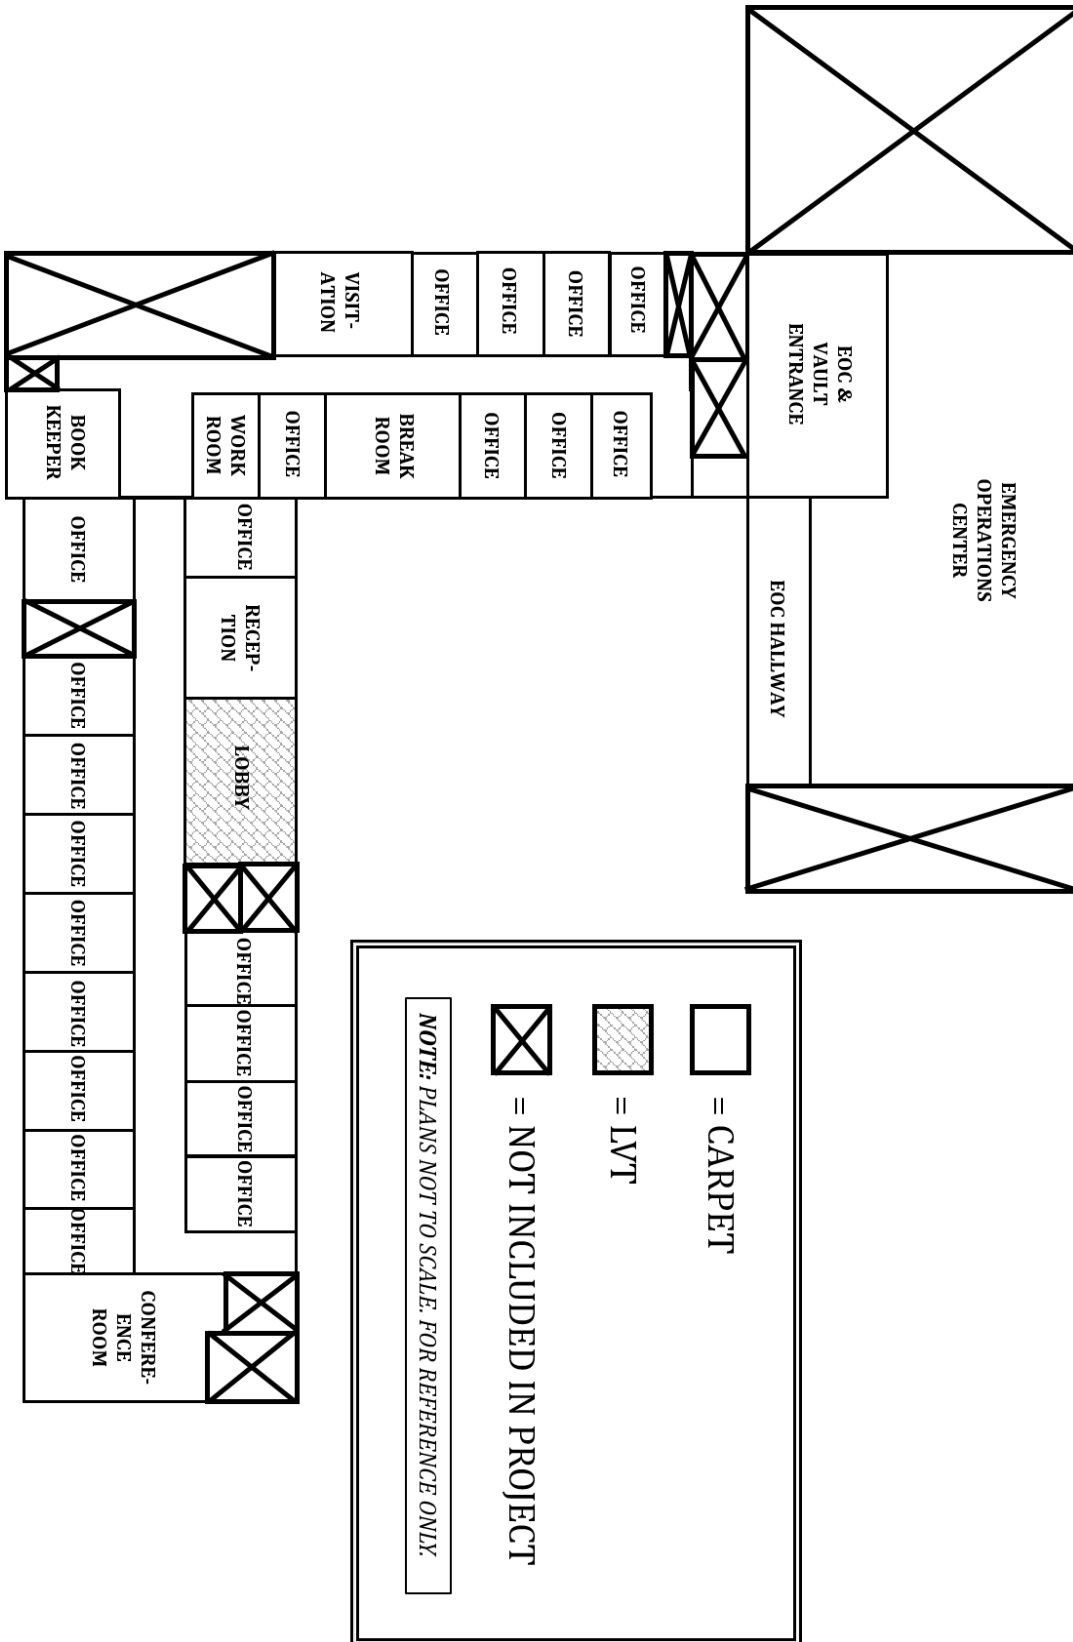 EMERGENCY
OPERATIONS
CENTER
EOC &
VAULT
ENTRANCE
EOC HALLWAY
OFFICE
OFFICE
OFFICE
OFFICE
VISIT-
ATION
OFFICE
OFFICE
OFFICE
BREAK
ROOM
OFFICE
WORK
ROOM
OFFICE
RECEP-
TION
LOBBY
OFFICE
OFFICE
OFFICE
OFFICE
BOOK
KEEPER
OFFICE
OFFICE
OFFICE
OFFICE
OFFICE
OFFICE
OFFICE
OFFICE
OFFICE
CONFERE-
ENCE
ROOM
= CARPET
= LVT
= NOT INCLUDED IN PROJECT
NOTE: PLANS NOT TO SCALE. FOR REFERENCE ONLY.